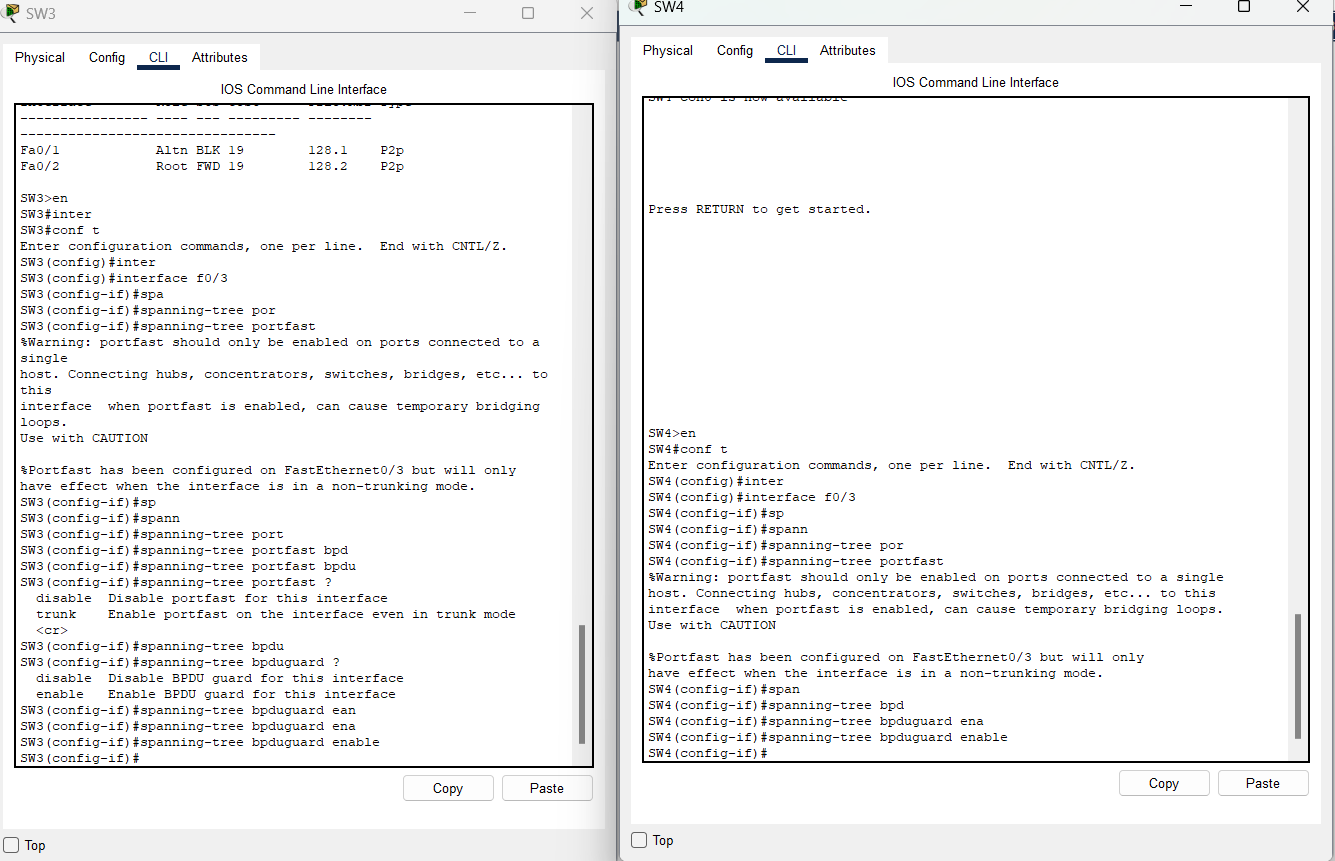 SW3
Physical Config CLI Attributes
IOS Command Line Interface
---------------- ---- --- --------- --------
--------------------------------
Fa0/1 Altn BLK 19 128.1 P2p
Fa0/2 Root FWD 19 128.2 P2p
SW3>en
SW3#inter
SW3#conf t
Enter configuration commands, one per line. End with CNTL/Z.
SW3(config)#inter
SW3(config)#interface f0/3
SW3(config-if)#spa
SW3(config-if)#spanning-tree por
SW3(config-if)#spanning-tree portfast
%Warning: portfast should only be enabled on ports connected to a
single
host. Connecting hubs, concentrators, switches, bridges, etc... to
this
interface when portfast is enabled, can cause temporary bridging
loops.
Use with CAUTION
%Portfast has been configured on FastEthernet0/3 but will only
have effect when the interface is in a non-trunking mode.
SW3(config-if)#sp
SW3(config-if)#spann
SW3(config-if)#spanning-tree port
SW3(config-if)#spanning-tree portfast bpd
SW3(config-if)#spanning-tree portfast bpdu
SW3(config-if)#spanning-tree portfast ?
disable Disable portfast for this interface
trunk Enable portfast on the interface even in trunk mode
<cr>
SW3(config-if)#spanning-tree bpdu
SW3(config-if)#spanning-tree bpduguard ?
disable Disable BPDU guard for this interface
enable Enable BPDU guard for this interface
SW3(config-if)#spanning-tree bpduguard ean
SW3(config-if)#spanning-tree bpduguard ena
SW3(config-if)#spanning-tree bpduguard enable
SW3(config-if)#
Copy Paste
Top
SW4
Physical Config CLI Attributes
IOS Command Line Interface
SW4 con0 is now available
Press RETURN to get started.
SW4>en
SW4#conf t
Enter configuration commands, one per line. End with CNTL/Z.
SW4(config)#inter
SW4(config)#interface f0/3
SW4(config-if)#sp
SW4(config-if)#spann
SW4(config-if)#spanning-tree por
SW4(config-if)#spanning-tree portfast
%Warning: portfast should only be enabled on ports connected to a single
host. Connecting hubs, concentrators, switches, bridges, etc... to this
interface when portfast is enabled, can cause temporary bridging loops.
Use with CAUTION
%Portfast has been configured on FastEthernet0/3 but will only
have effect when the interface is in a non-trunking mode.
SW4(config-if)#span
SW4(config-if)#spanning-tree bpd
SW4(config-if)#spanning-tree bpduguard ena
SW4(config-if)#spanning-tree bpduguard enable
SW4(config-if)#
Copy Paste
Top